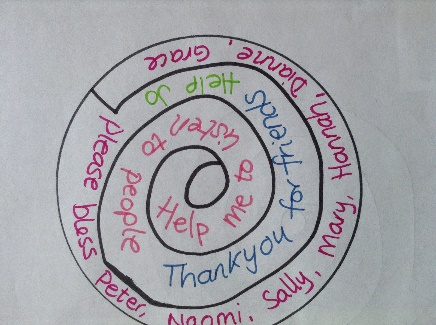 Help me to listen to people
Thankyou for friends
Help Jo
please bless Peter, Naomi, Sally, Mary, Hannah, Dianne, Grace